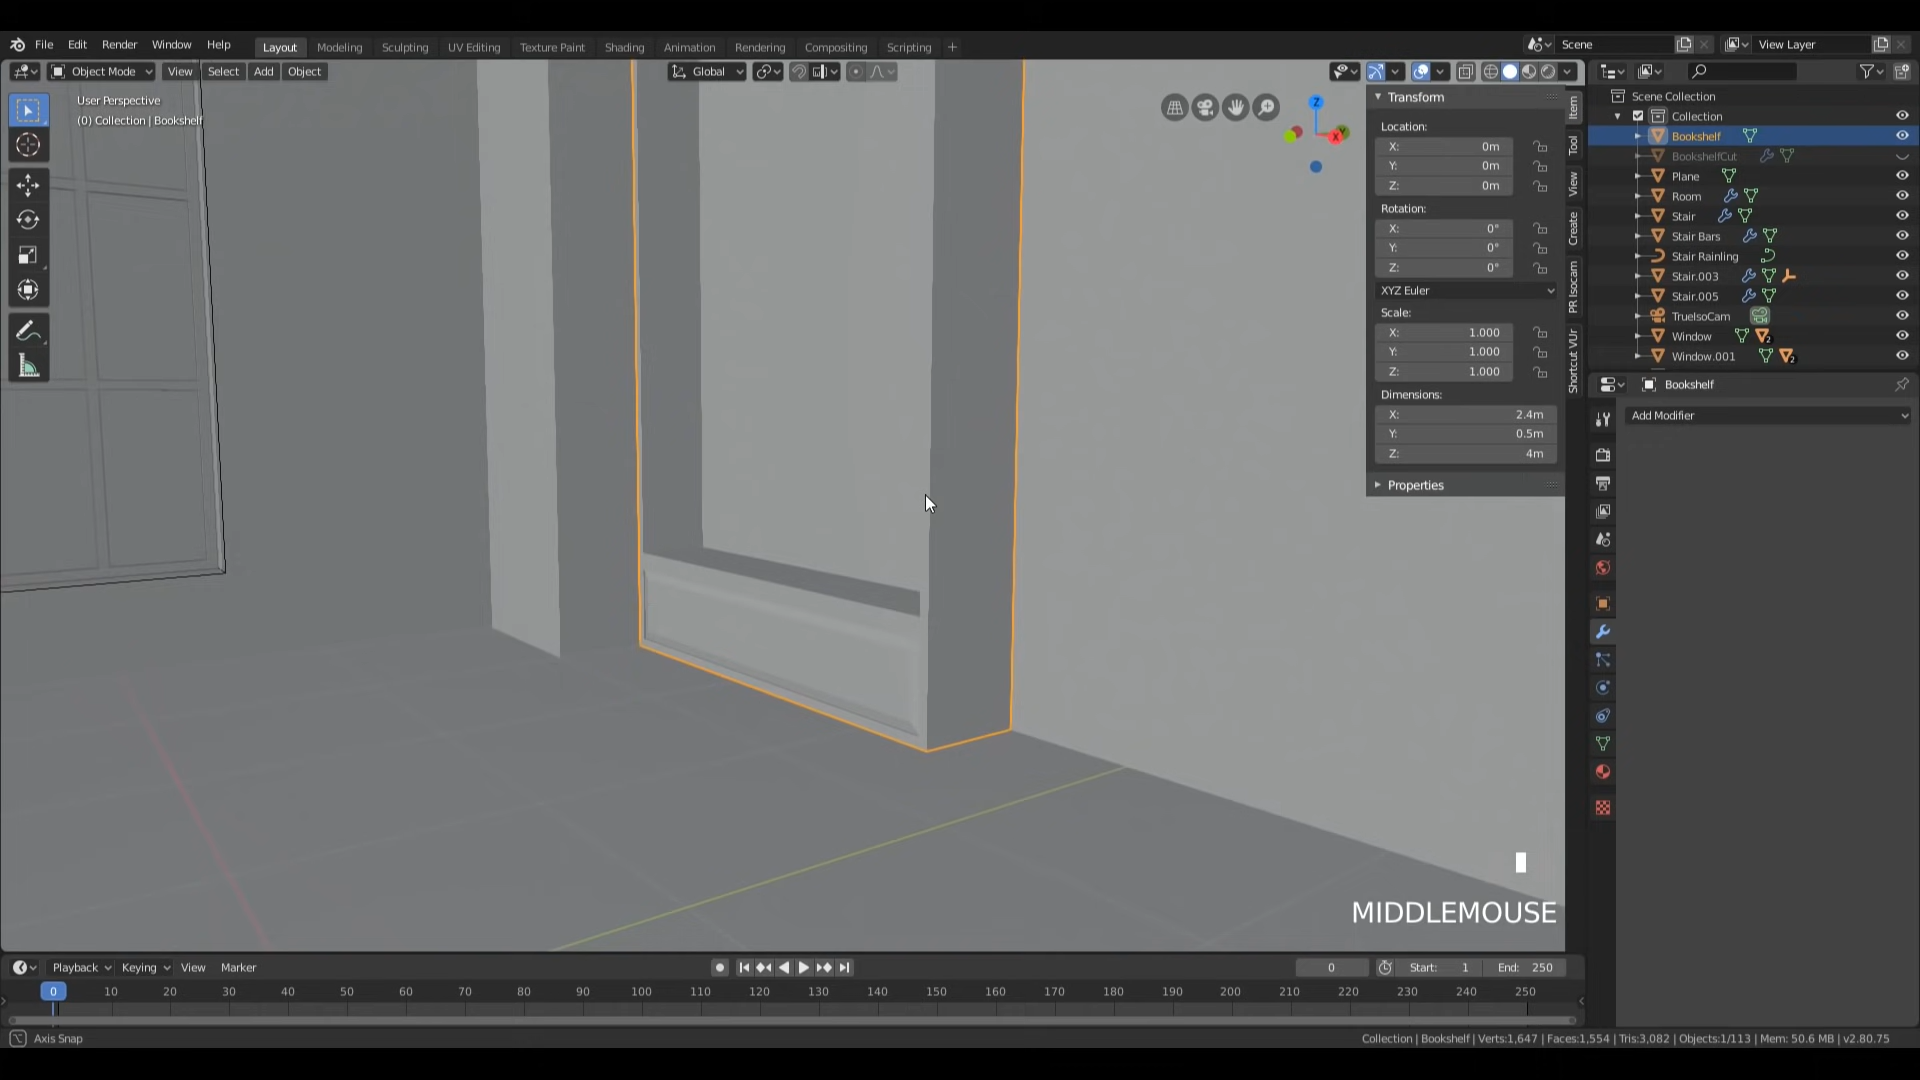 File Edit Render Window Help Layout Modeling Sculpting UV Editing Texture Paint Shading Animation Rendering Compositing Scripting + Scene View Layer
Object Mode View Select Add Object Global
User Perspective
(0) Collection | Bookshelf
Z
X
Y
Transform
Location:
X: 0m
Y: 0m
Z: 0m
Rotation:
X: 0°
Y: 0°
Z: 0°
XYZ Euler
Scale:
X: 1.000
Y: 1.000
Z: 1.000
Dimensions:
X: 2.4m
Y: 0.5m
Z: 4m
Properties
Item
Tool
View
Create
PR Isocam
Shortcut VUr
Scene Collection
Collection
Bookshelf
BookshelfCut
Plane
Room
Stair
Stair Bars
Stair Rainling
Stair.003
Stair.005
TrueIsoCam
Window
2
Window.001
2
Bookshelf
Add Modifier
MIDDLEMOUSE
Playback Keying View Marker 0 Start: 1 End: 250
0 10 20 30 40 50 60 70 80 90 100 110 120 130 140 150 160 170 180 190 200 210 220 230 240 250
Axis Snap Collection | Bookshelf | Verts:1,647 | Faces:1,554 | Tris:3,082 | Objects:1/113 | Mem: 50.6 MB | v2.80.75